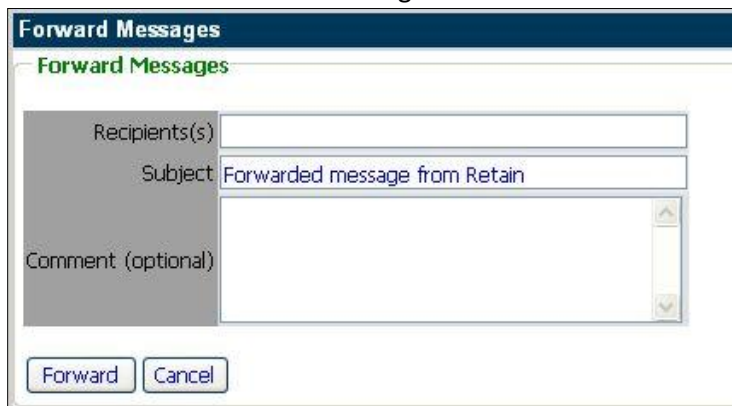 Forward Messages
Forward Messages
Recipients(s)
Subject Forwarded message from Retain
Comment (optional)
Forward Cancel